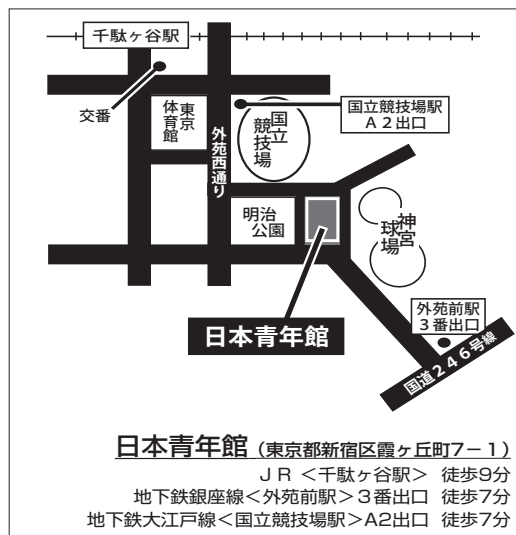 千駄ヶ谷駅
交番
東京
体育館
国立
競技場
国立競技場駅
A2出口
外苑西通り
明治
公園
神宮
球場
日本青年館
外苑前駅
3番出口
国道246号線
日本青年館（東京都新宿区霞ヶ丘町7−1）
JR＜千駄ヶ谷駅＞ 徒歩9分
地下鉄銀座線＜外苑前駅＞3番出口 徒歩7分
地下鉄大江戸線＜国立競技場駅＞A2出口 徒歩7分